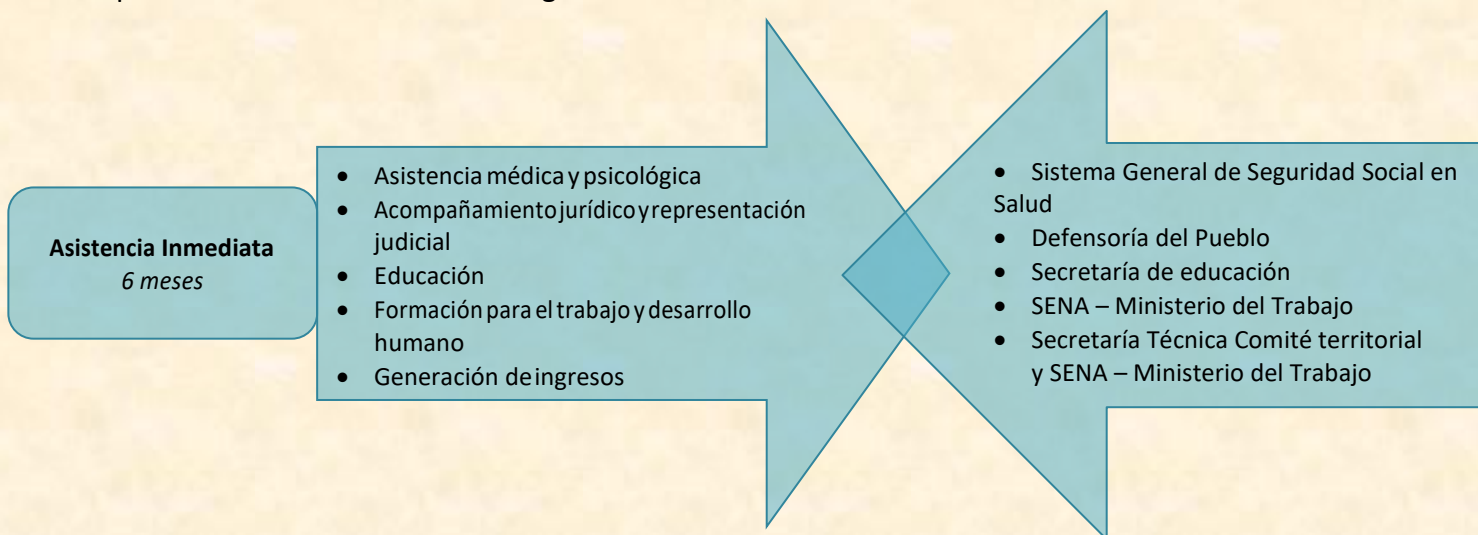 Asistencia Inmediata
6 meses
• Asistencia médica y psicológica
• Acompañamiento jurídico y representación
judicial
• Educación
• Formación para el trabajo y desarrollo
humano
• Generación de ingresos
• Sistema General de Seguridad Social en
Salud
• Defensoría del Pueblo
• Secretaría de educación
• SENA – Ministerio del Trabajo
• Secretaría Técnica Comité territorial
y SENA – Ministerio del Trabajo